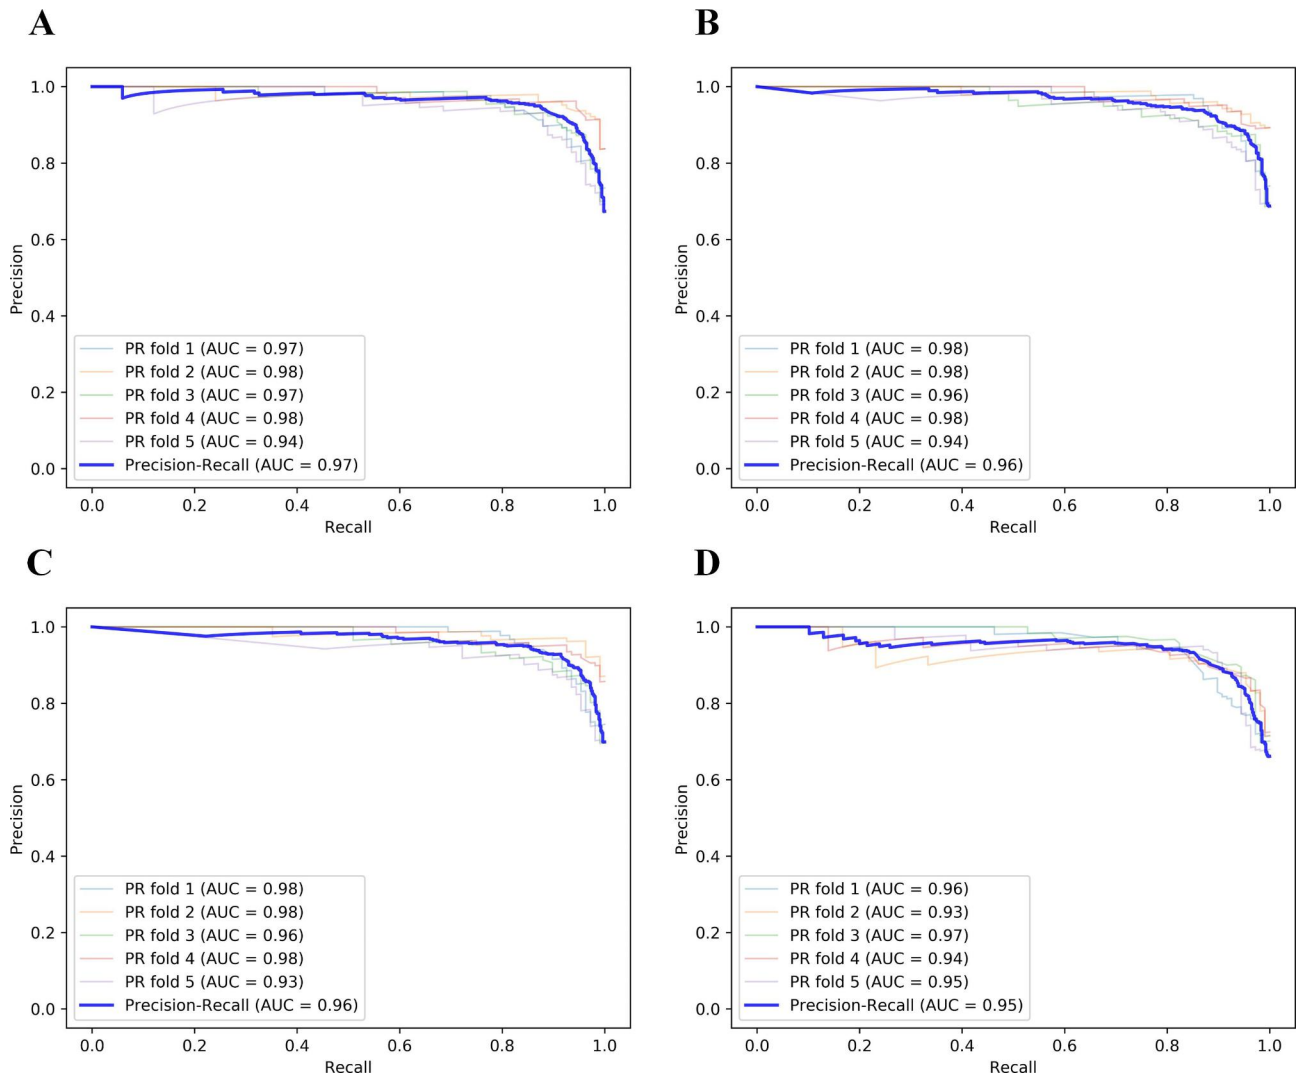 A
1.0
0.8
0.6
0.4
0.2
0.0
Precision
PR fold 1 (AUC = 0.97)
PR fold 2 (AUC = 0.98)
PR fold 3 (AUC = 0.97)
PR fold 4 (AUC = 0.98)
PR fold 5 (AUC = 0.94)
Precision-Recall (AUC = 0.97)
0.0 0.2 0.4 0.6 0.8 1.0
Recall
B
1.0
0.8
0.6
0.4
0.2
0.0
Precision
PR fold 1 (AUC = 0.98)
PR fold 2 (AUC = 0.98)
PR fold 3 (AUC = 0.96)
PR fold 4 (AUC = 0.98)
PR fold 5 (AUC = 0.94)
Precision-Recall (AUC = 0.96)
0.0 0.2 0.4 0.6 0.8 1.0
Recall
C
1.0
0.8
0.6
0.4
0.2
0.0
Precision
PR fold 1 (AUC = 0.98)
PR fold 2 (AUC = 0.98)
PR fold 3 (AUC = 0.96)
PR fold 4 (AUC = 0.98)
PR fold 5 (AUC = 0.93)
Precision-Recall (AUC = 0.96)
0.0 0.2 0.4 0.6 0.8 1.0
Recall
D
1.0
0.8
0.6
0.4
0.2
0.0
Precision
PR fold 1 (AUC = 0.96)
PR fold 2 (AUC = 0.93)
PR fold 3 (AUC = 0.97)
PR fold 4 (AUC = 0.94)
PR fold 5 (AUC = 0.95)
Precision-Recall (AUC = 0.95)
0.0 0.2 0.4 0.6 0.8 1.0
Recall